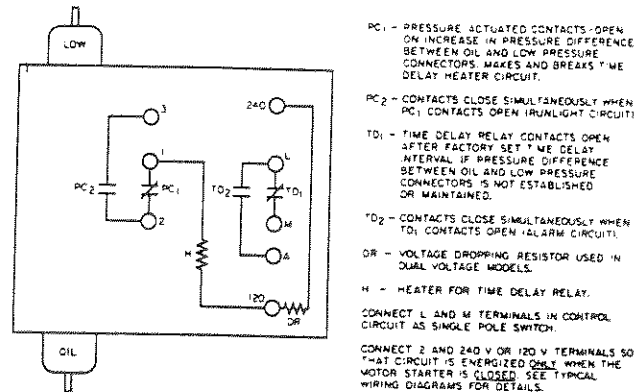 LOW
3
240
1
L
PC2
PC1
TD2
TD1
2
M
H
A
120
DR
OIL
PC1 - PRESSURE ACTUATED CONTACTS-OPEN
ON INCREASE IN PRESSURE DIFFERENCE
BETWEEN OIL AND LOW PRESSURE
CONNECTORS. MAKES AND BREAKS TIME
DELAY HEATER CIRCUIT.
PC2 - CONTACTS CLOSE SIMULTANEOUSLY WHEN
PC1 CONTACTS OPEN (RUNLIGHT CIRCUIT)
TD1 - TIME DELAY RELAY CONTACTS OPEN
AFTER FACTORY SET TIME DELAY
INTERVAL IF PRESSURE DIFFERENCE
BETWEEN OIL AND LOW PRESSURE
CONNECTORS IS NOT ESTABLISHED
OR MAINTAINED.
TD2 - CONTACTS CLOSE SIMULTANEOUSLY WHEN
TD1 CONTACTS OPEN (ALARM CIRCUIT).
DR - VOLTAGE DROPPING RESISTOR USED IN
DUAL VOLTAGE MODELS.
H - HEATER FOR TIME DELAY RELAY.
CONNECT L AND M TERMINALS IN CONTROL
CIRCUIT AS SINGLE POLE SWITCH.
CONNECT 2 AND 240 V OR 120 V TERMINALS SO
THAT CIRCUIT IS ENERGIZED ONLY WHEN THE
MOTOR STARTER IS CLOSED. SEE TYPICAL
WIRING DIAGRAMS FOR DETAILS.